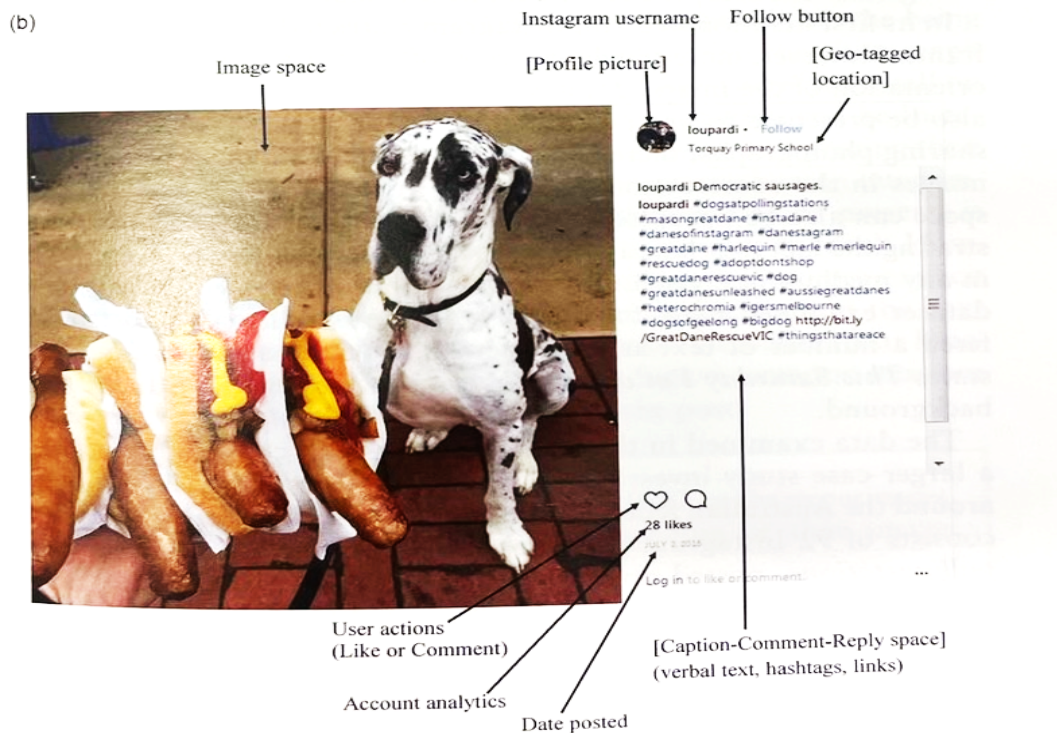 (b)
Instagram username
Follow button
[Profile picture]
[Geo-tagged
location]
Image space
loupardi • Follow
Torquay Primary School
loupardi Democratic sausages.
loupardi #dogsatpollingstations
#masongreatdane #instadane
#danesofinstagram #danestagram
#greatdane #harlequin #merle #merlequin
#rescuedog #adoptdontshop
#greatdanerescuevic #dog
#greatdanesunleashed #aussiegreatdanes
#heterochromia #igersmelbourne
#dogsofgeelong #bigdog http://bit.ly
/GreatDaneRescueVIC #thingsthatareace
28 likes
JULY 2, 2016
Log in to like or comment.
...
User actions
(Like or Comment)
[Caption-Comment-Reply space]
(verbal text, hashtags, links)
Account analytics
Date posted